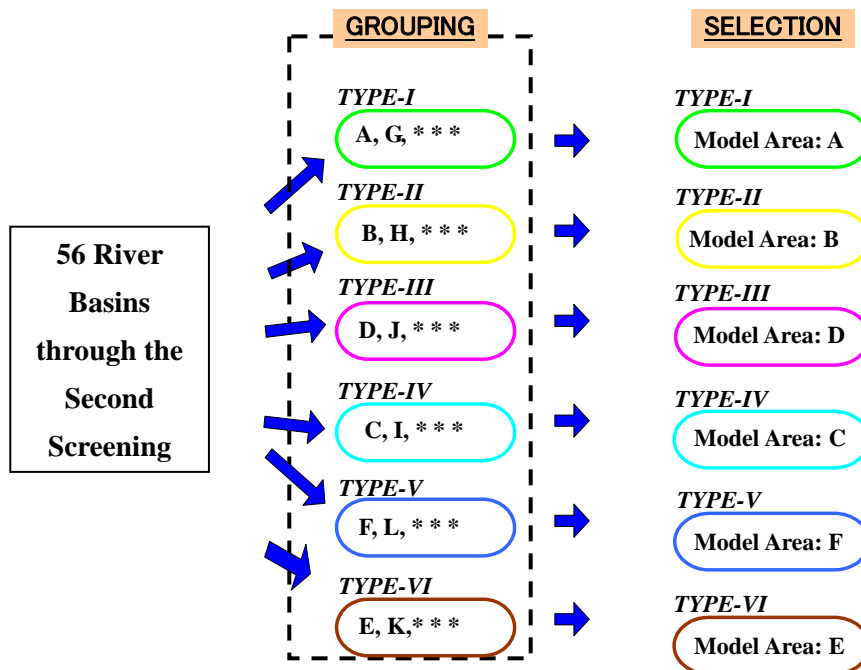 GROUPING
SELECTION
56 River
Basins
through the
Second
Screening
TYPE-I
A, G, * * *
TYPE-II
B, H, * * *
TYPE-III
D, J, * * *
TYPE-IV
C, I, * * *
TYPE-V
F, L, * * *
TYPE-VI
E, K,* * *
TYPE-I
Model Area: A
TYPE-II
Model Area: B
TYPE-III
Model Area: D
TYPE-IV
Model Area: C
TYPE-V
Model Area: F
TYPE-VI
Model Area: E